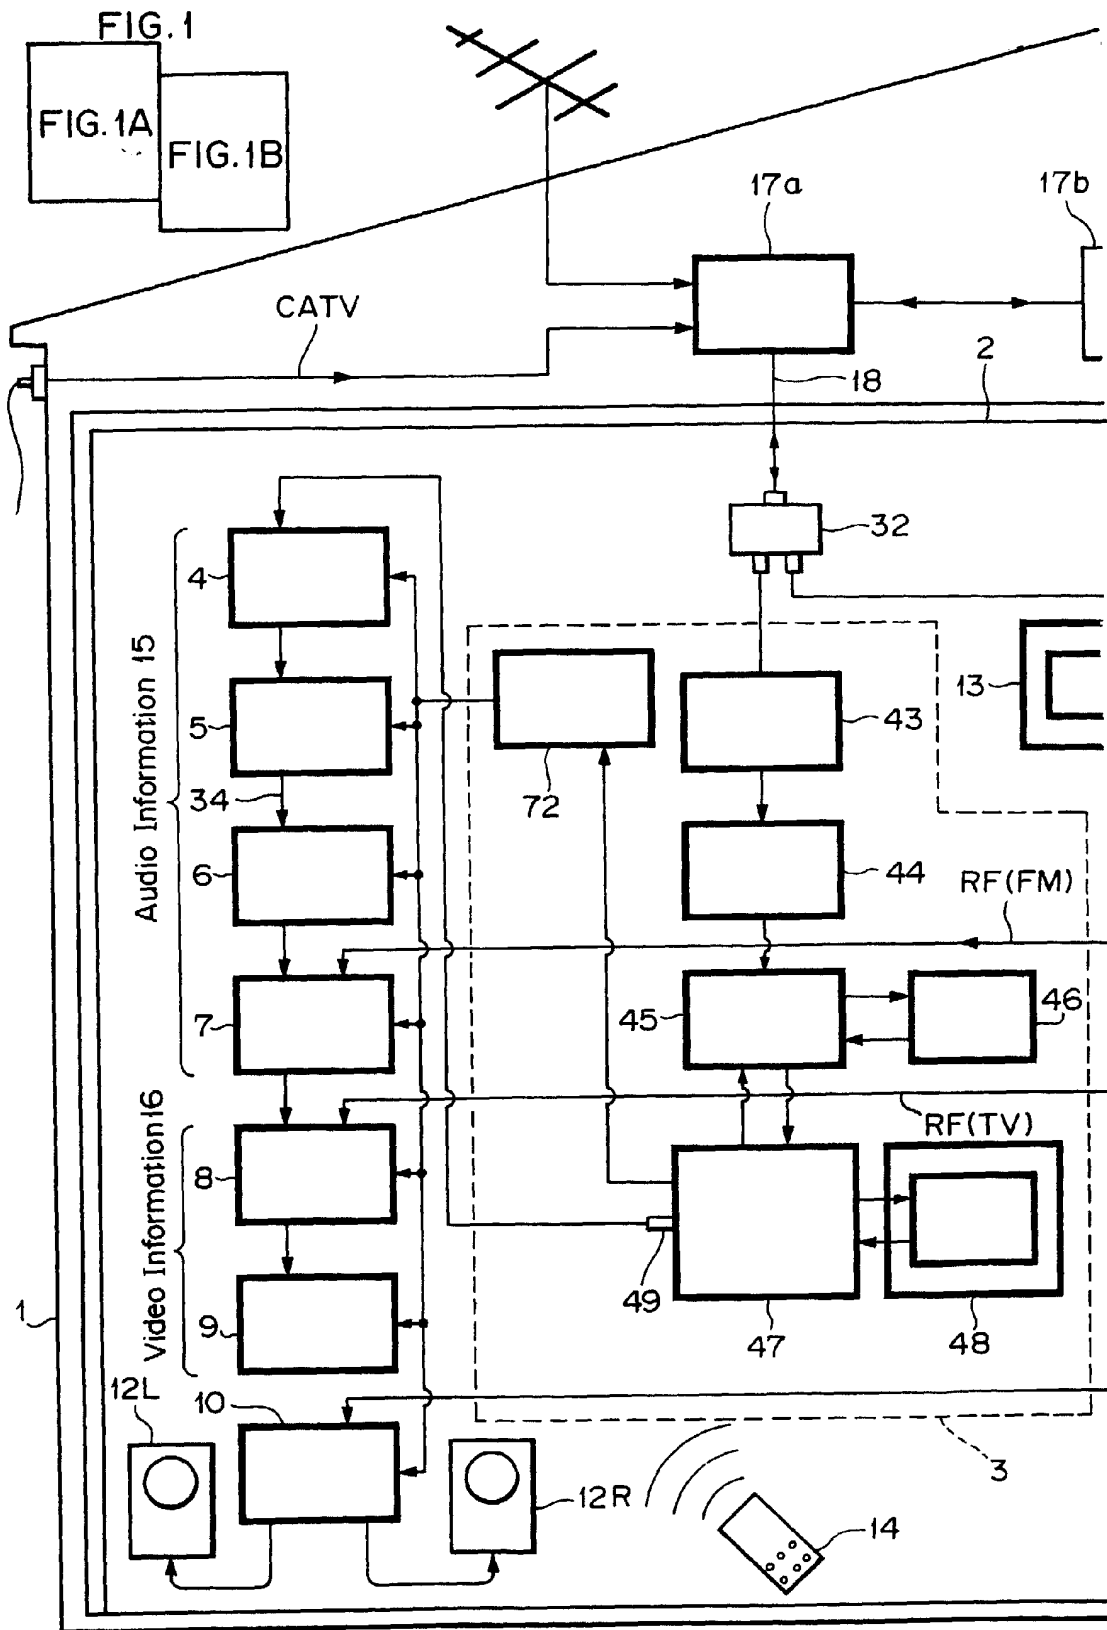 FIG. 1
FIG. 1A
FIG. 1B
17a
17b
CATV
2
18
32
4
13
5
43
72
34
Audio Information 15
6
44
RF(FM)
7
45
46
RF(TV)
8
Video Information 16
49
47
48
1
9
12L
10
3
12R
14